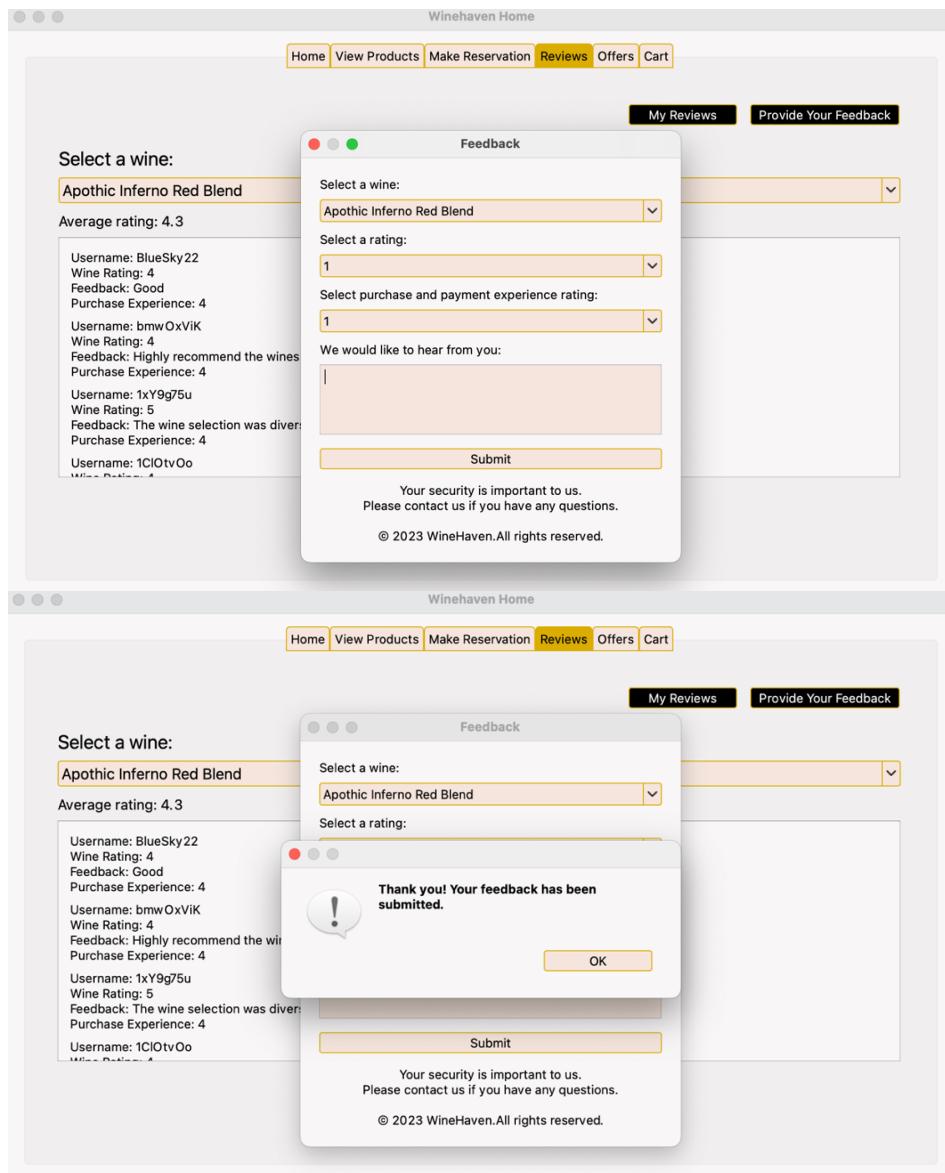 Winehaven Home
Home View Products Make Reservation Reviews Offers Cart
My Reviews Provide Your Feedback
Select a wine:
Apothic Inferno Red Blend
Average rating: 4.3
Username: BlueSky22
Wine Rating: 4
Feedback: Good
Purchase Experience: 4
Username: bmwOxViK
Wine Rating: 4
Feedback: Highly recommend the wines
Purchase Experience: 4
Username: 1xY9g75u
Wine Rating: 5
Feedback: The wine selection was divers
Purchase Experience: 4
Username: 1ClOtvOo
Wine Rating: 4
Feedback
Select a wine:
Apothic Inferno Red Blend
Select a rating:
1
Select purchase and payment experience rating:
1
We would like to hear from you:
Submit
Your security is important to us.
Please contact us if you have any questions.
© 2023 WineHaven.All rights reserved.
Winehaven Home
Home View Products Make Reservation Reviews Offers Cart
My Reviews Provide Your Feedback
Select a wine:
Apothic Inferno Red Blend
Average rating: 4.3
Username: BlueSky22
Wine Rating: 4
Feedback: Good
Purchase Experience: 4
Username: bmwOxViK
Wine Rating: 4
Feedback: Highly recommend the wi
Purchase Experience: 4
Username: 1xY9g75u
Wine Rating: 5
Feedback: The wine selection was divers
Purchase Experience: 4
Username: 1ClOtvOo
Wine Rating: 4
Feedback
Select a wine:
Apothic Inferno Red Blend
Select a rating:
Thank you! Your feedback has been
submitted.
OK
Submit
Your security is important to us.
Please contact us if you have any questions.
© 2023 WineHaven.All rights reserved.